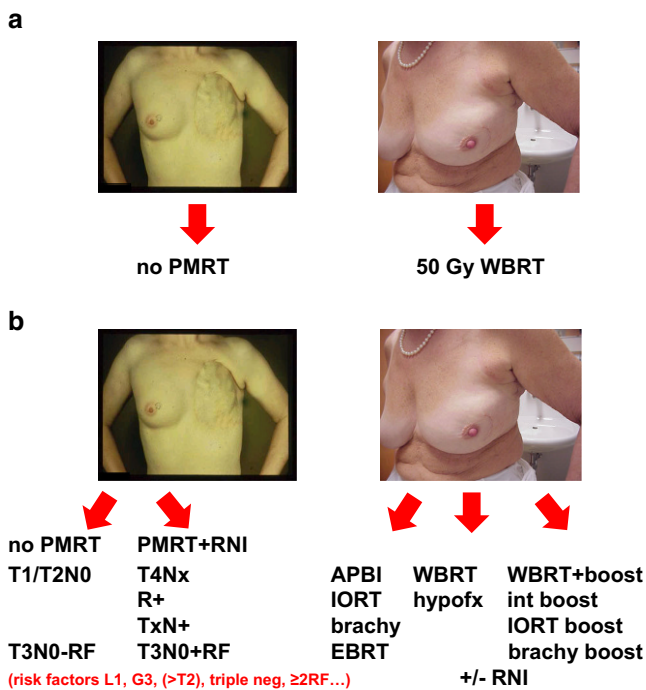 a
no PMRT
50 Gy WBRT
b
no PMRT PMRT+RNI
T1/T2N0 T4Nx APBI WBRT WBRT+boost
R+ IORT hypofx int boost
TxN+ brachy IORT boost
T3N0-RF T3N0+RF EBRT brachy boost
(risk factors L1, G3, (>T2), triple neg, ≥2RF…) +/- RNI